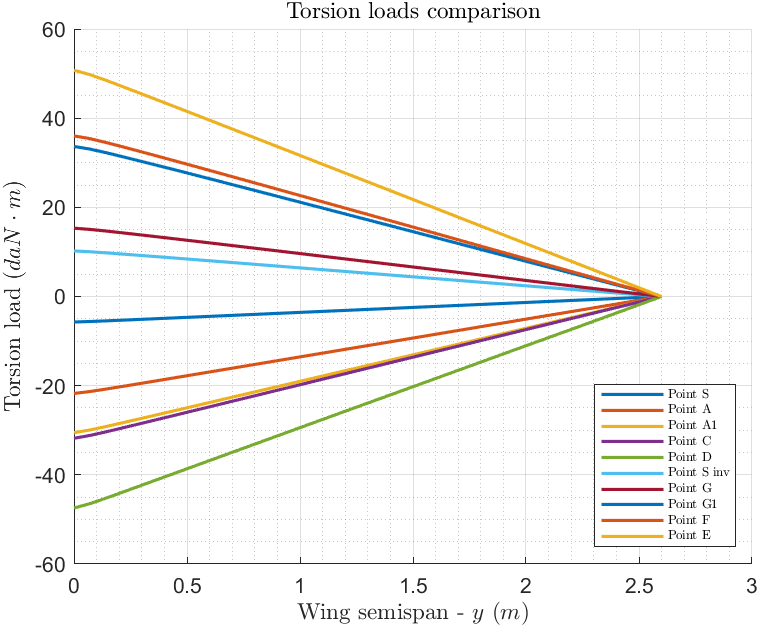 Torsion loads comparison
60
40
20
0
-20
-40
-60
Torsion load (daN · m)
0 0.5 1 1.5 2 2.5 3
Wing semispan - y (m)
Point S
Point A
Point A1
Point C
Point D
Point S inv
Point G
Point G1
Point F
Point E